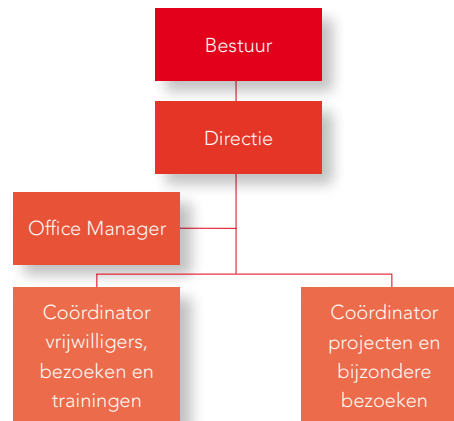 Bestuur
Directie
Office Manager
Coördinator
vrijwilligers,
bezoeken en
trainingen
Coördinator
projecten en
bijzondere
bezoeken